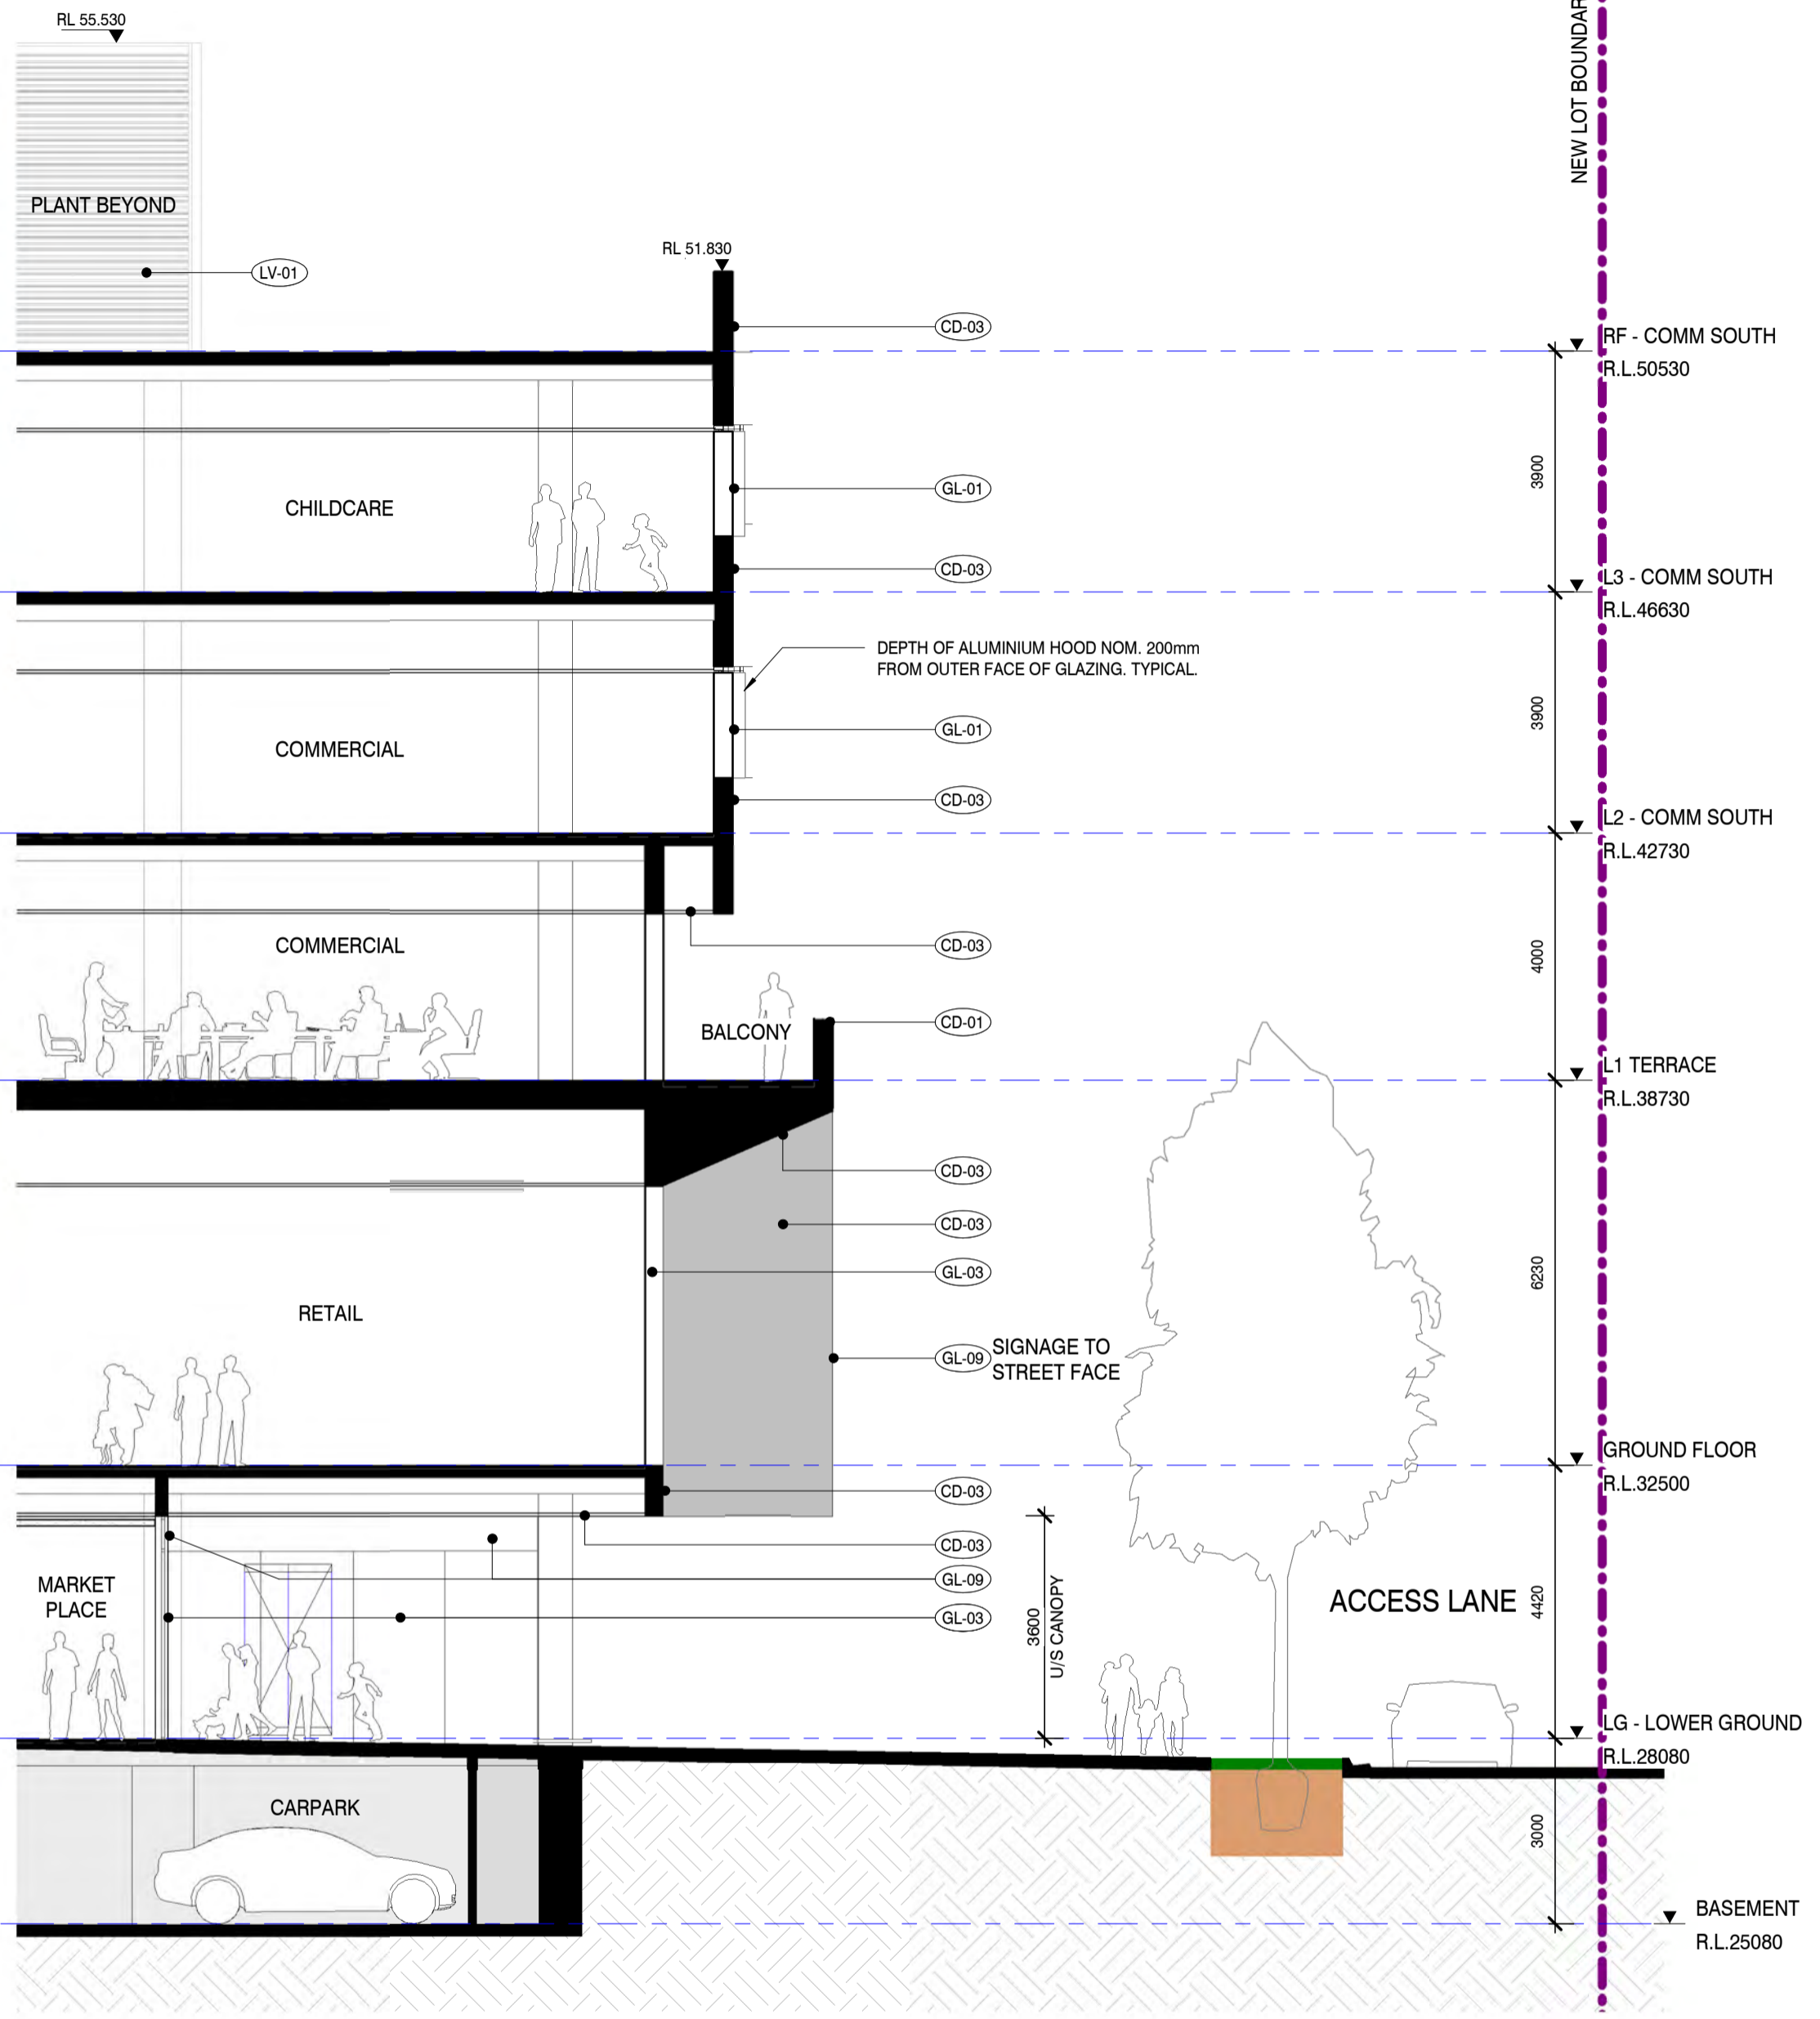 RL 55.530
NEW LOT BOUNDAR
PLANT BEYOND
LV-01
RL 51.830
CD-03
RF - COMM SOUTH
R.L.50530
3900
CHILDCARE
GL-01
CD-03
4
L3 - COMM SOUTH
R.L.46630
DEPTH OF ALUMINIUM HOOD NOM. 200mm
FROM OUTER FACE OF GLAZING. TYPICAL.
3900
COMMERCIAL
GL-01
CD-03
L2 - COMM SOUTH
R.L.42730
COMMERCIAL
CD-03
4000
BALCONY
CD-01
L1 TERRACE
R.L.38730
CD-03
CD-03
GL-03
6230
RETAIL
GL-09
SIGNAGE TO
STREET FACE
GROUND FLOOR
R.L.32500
CD-03
CD-03
GL-09
GL-03
MARKET
PLACE
3600
U/S CANOPY
ACCESS LANE
4420
LG - LOWER GROUND
R.L.28080
CARPARK
3000
BASEMENT
R.L.25080